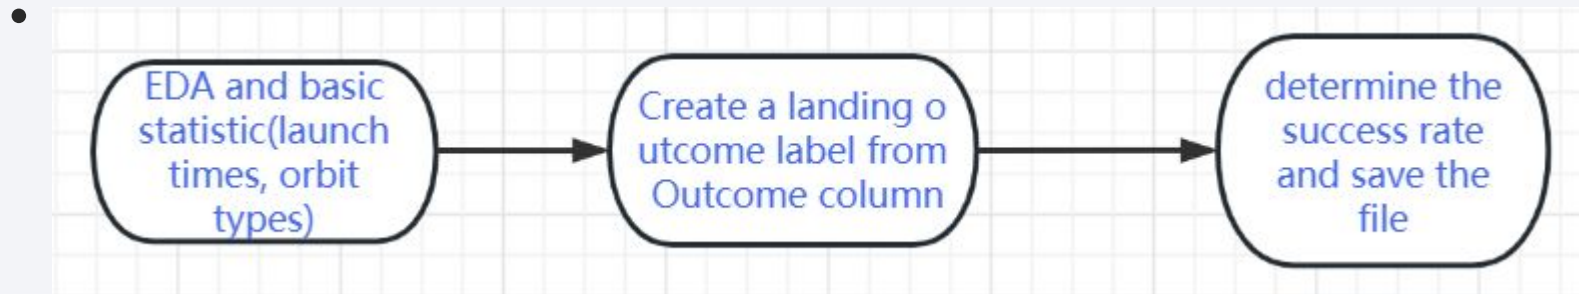 EDA and basic
statistic(launch
times, orbit
types)
Create a landing o
utcome label from
Outcome column
determine the
success rate
and save the
file